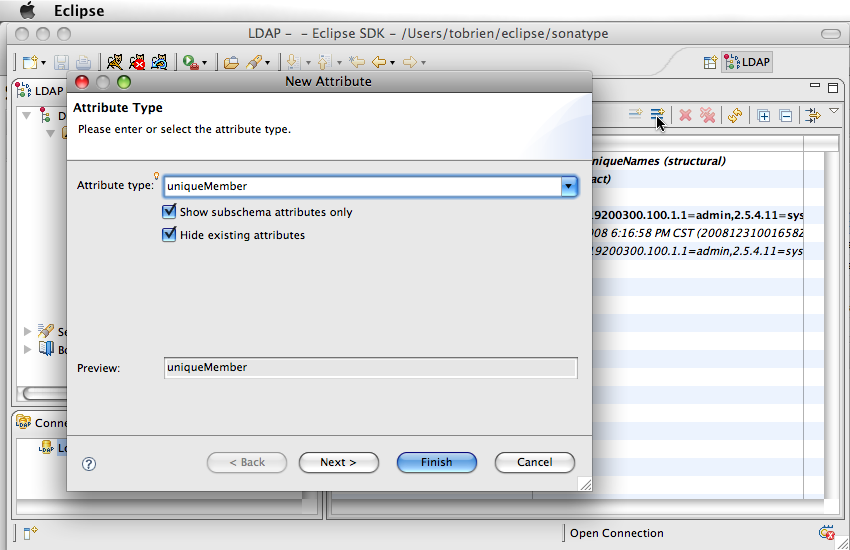 Eclipse
LDAP - - Eclipse SDK - /Users/tobrien/eclipse/sonatype
LDAP
LDAP
New Attribute
Attribute Type
Please enter or select the attribute type.
Attribute type:
uniqueMember
Show subschema attributes only
Hide existing attributes
Preview:
uniqueMember
< Back
Next >
Finish
Cancel
D
Se
Bo
Conne
LDAP
Lo
niqueNames (structural)
act)
9200300.100.1.1=admin,2.5.4.11=sys
008 6:16:58 PM CST (20081231001658Z
9200300.100.1.1=admin,2.5.4.11=sys
Open Connection